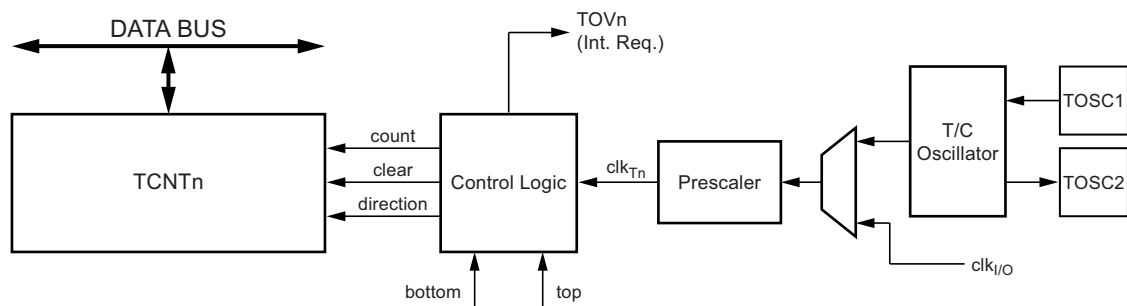 DATA BUS
TOVn
(Int. Req.)
TCNTn
count
clear
direction
Control Logic
clkTn
Prescaler
T/C
Oscillator
TOSC1
TOSC2
clkI/O
bottom
top